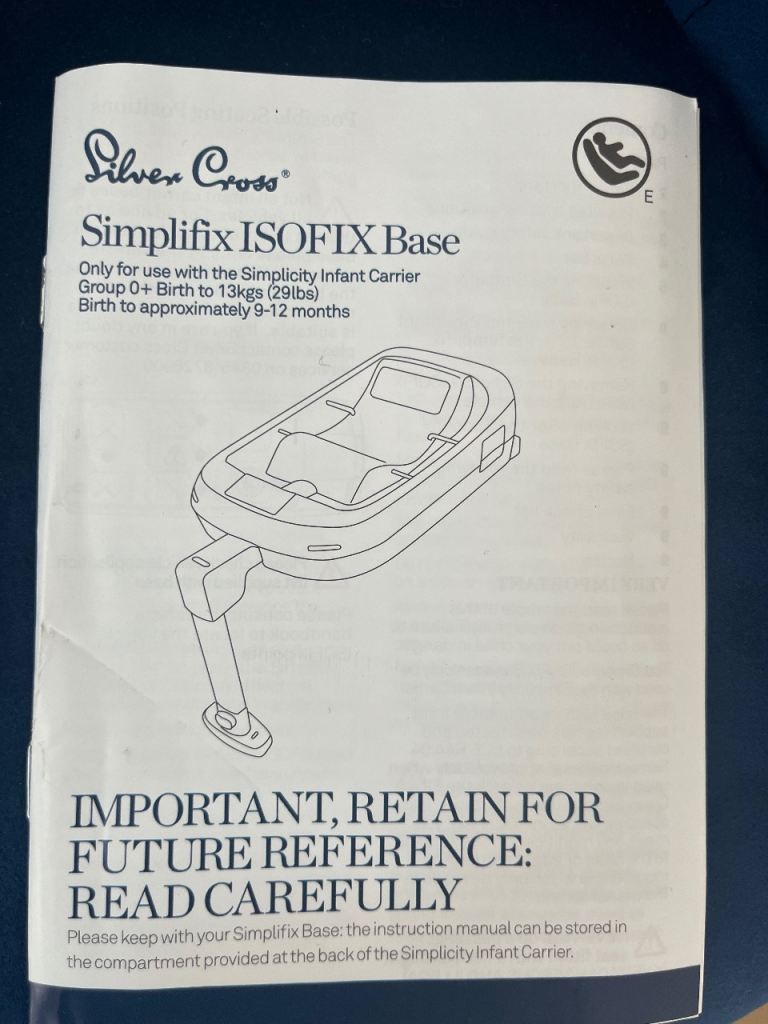 Silver Cross®
E
Simplifix ISOFIX Base
Only for use with the Simplicity Infant Carrier
Group 0+ Birth to 13kgs (29lbs)
Birth to approximately 9-12 months
IMPORTANT, RETAIN FOR
FUTURE REFERENCE:
READ CAREFULLY
Please keep with your Simplifix Base: the instruction manual can be stored in
the compartment provided at the back of the Simplicity Infant Carrier.